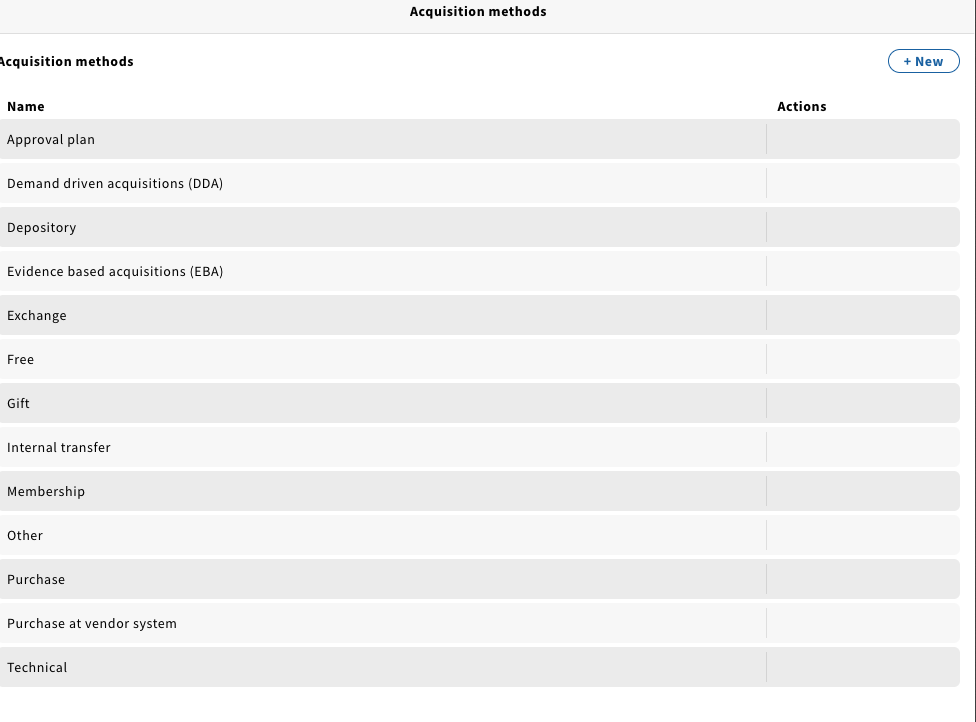 Acquisition methods
Acquisition methods
+ New
Name Actions
Approval plan
Demand driven acquisitions (DDA)
Depository
Evidence based acquisitions (EBA)
Exchange
Free
Gift
Internal transfer
Membership
Other
Purchase
Purchase at vendor system
Technical